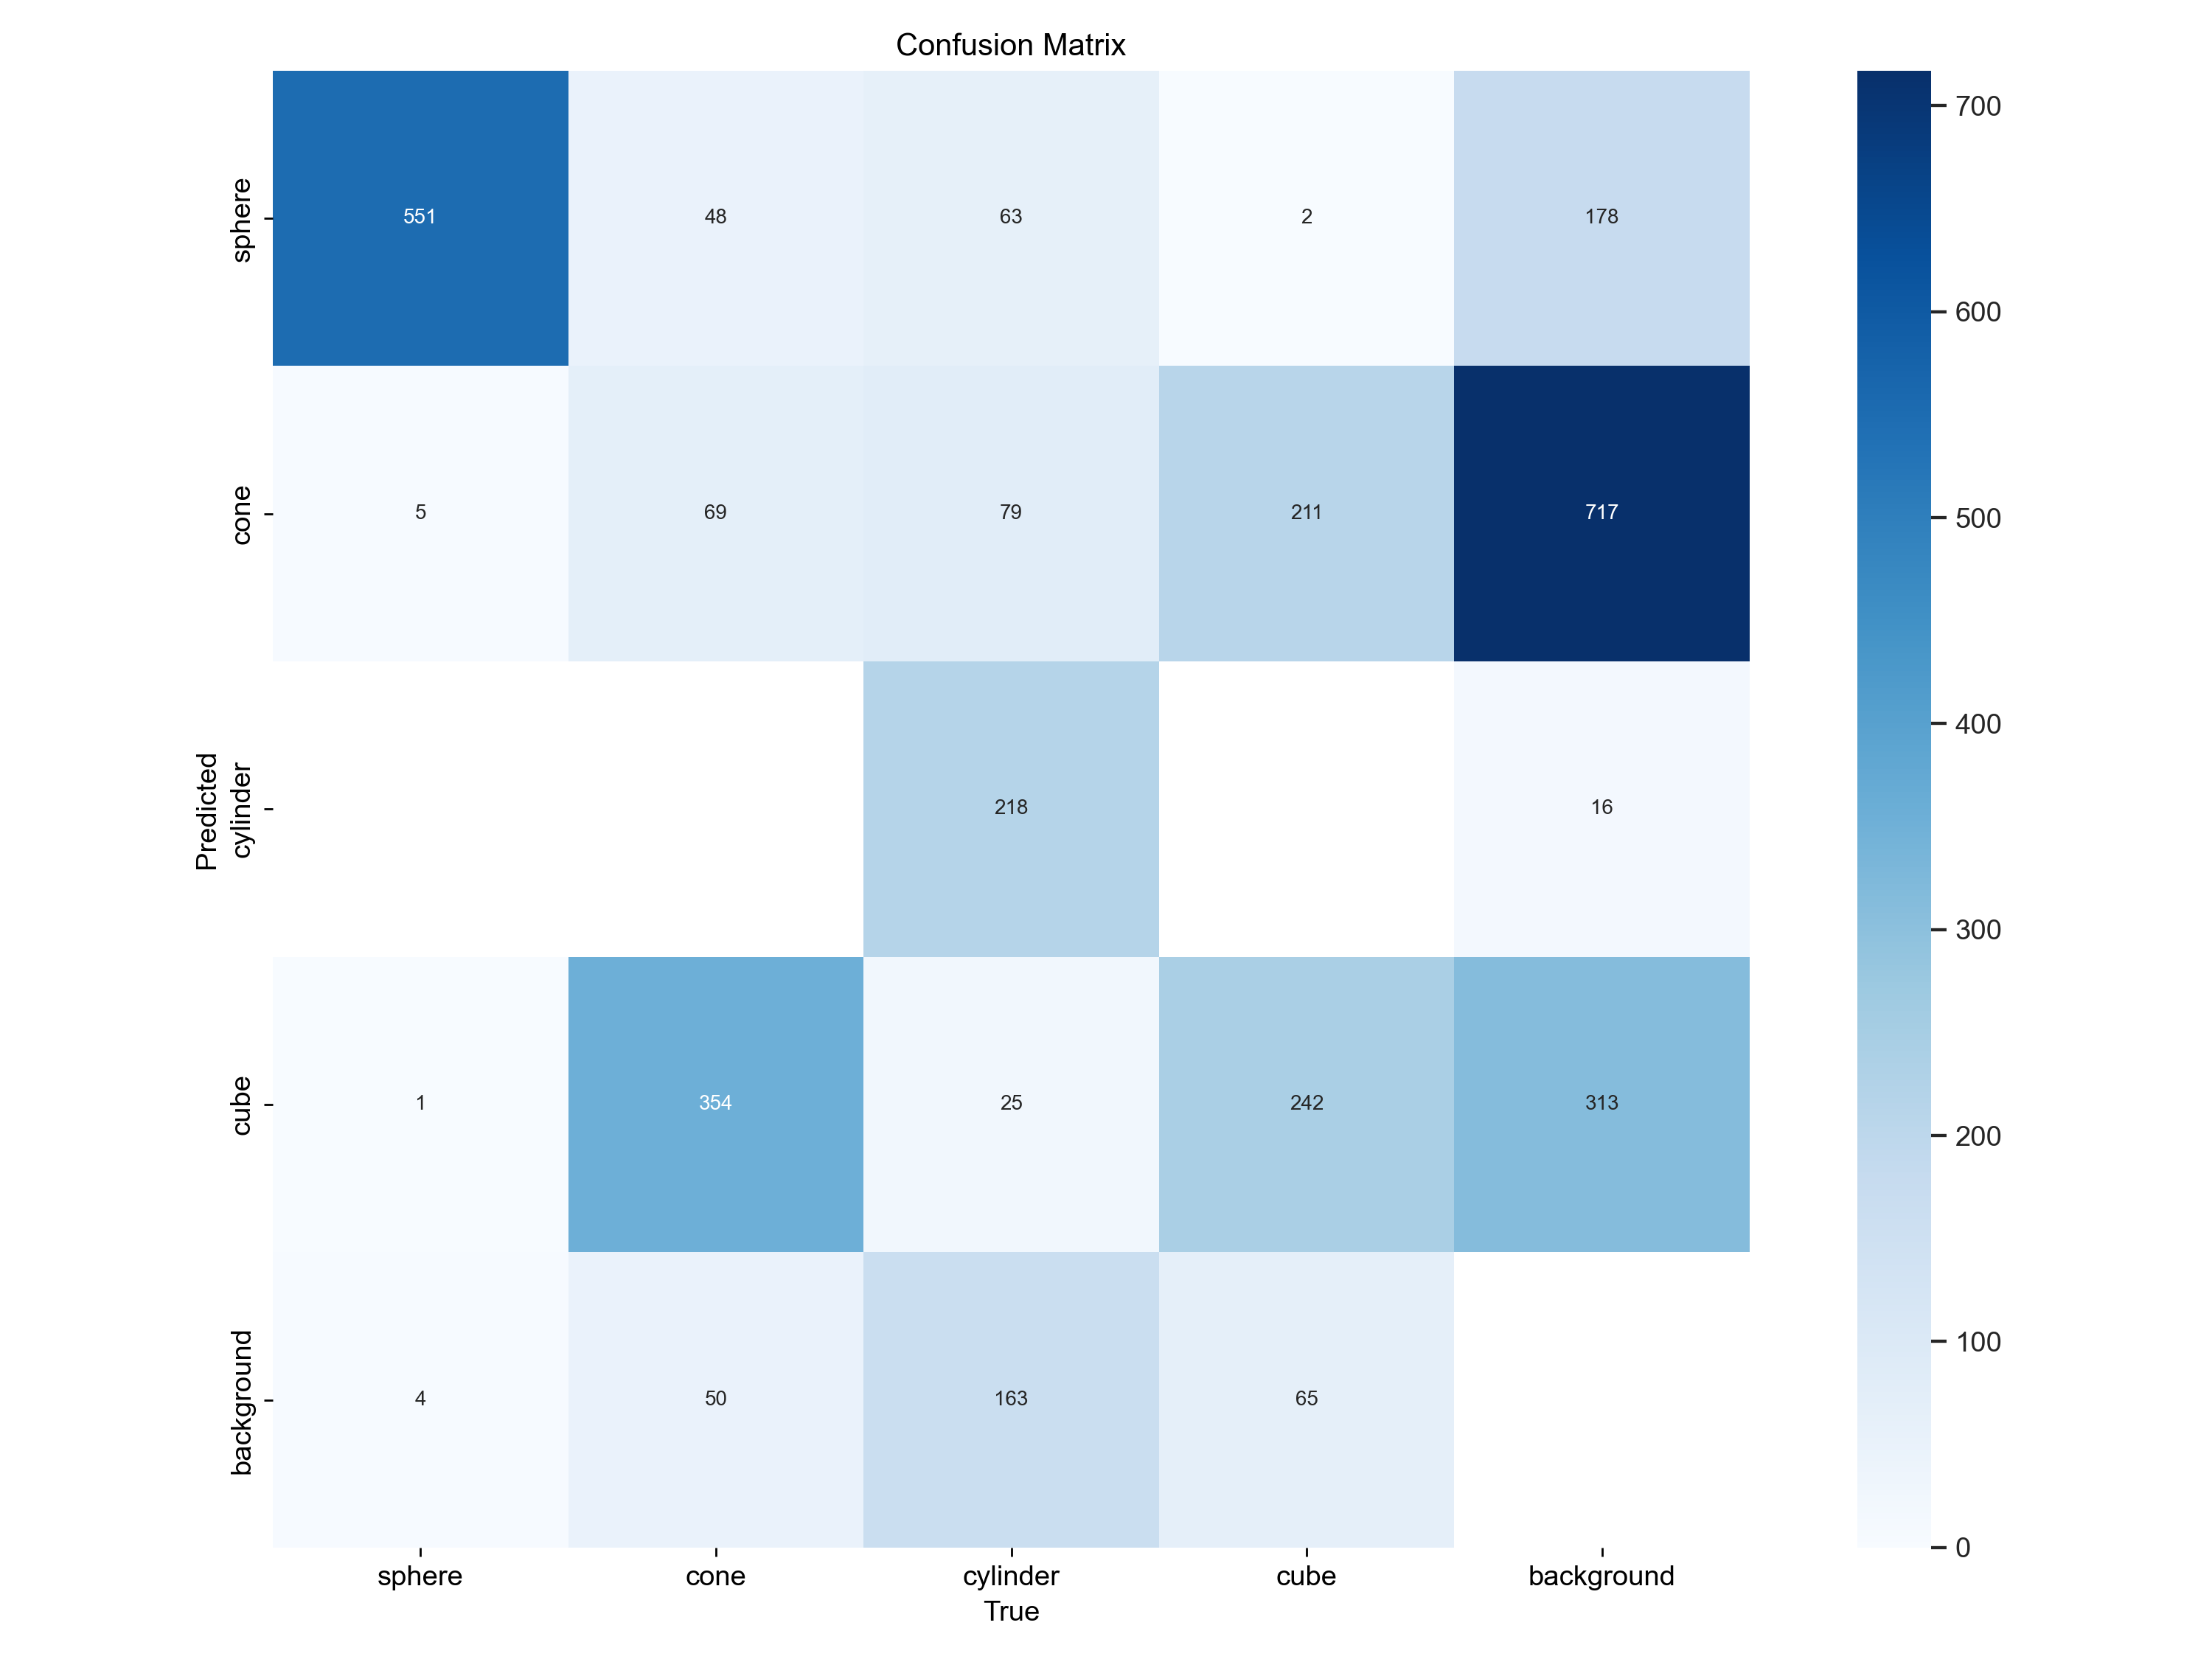 Confusion Matrix
sphere 551 48 63 2 178
cone 5 69 79 211 717
cylinder 218 16
cube 1 354 25 242 313
background 4 50 163 65
Predicted
sphere cone cylinder cube background
True
700
600
500
400
300
200
100
0